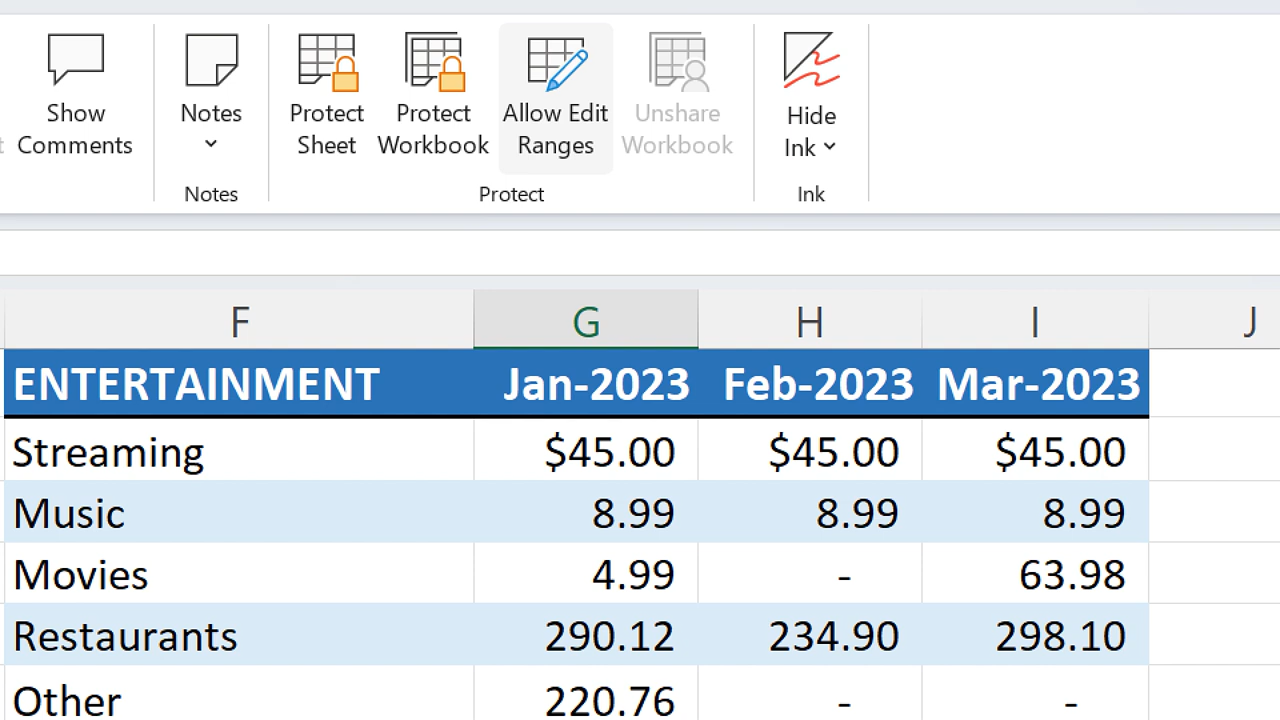 Show
Comments
Notes
Protect
Sheet
Protect
Workbook
Allow Edit
Ranges
Unshare
Workbook
Hide
Ink
Notes
Protect
Ink
F G H I J
ENTERTAINMENT Jan-2023 Feb-2023 Mar-2023
Streaming $45.00 $45.00 $45.00
Music 8.99 8.99 8.99
Movies 4.99 - 63.98
Restaurants 290.12 234.90 298.10
Other 220.76 - -